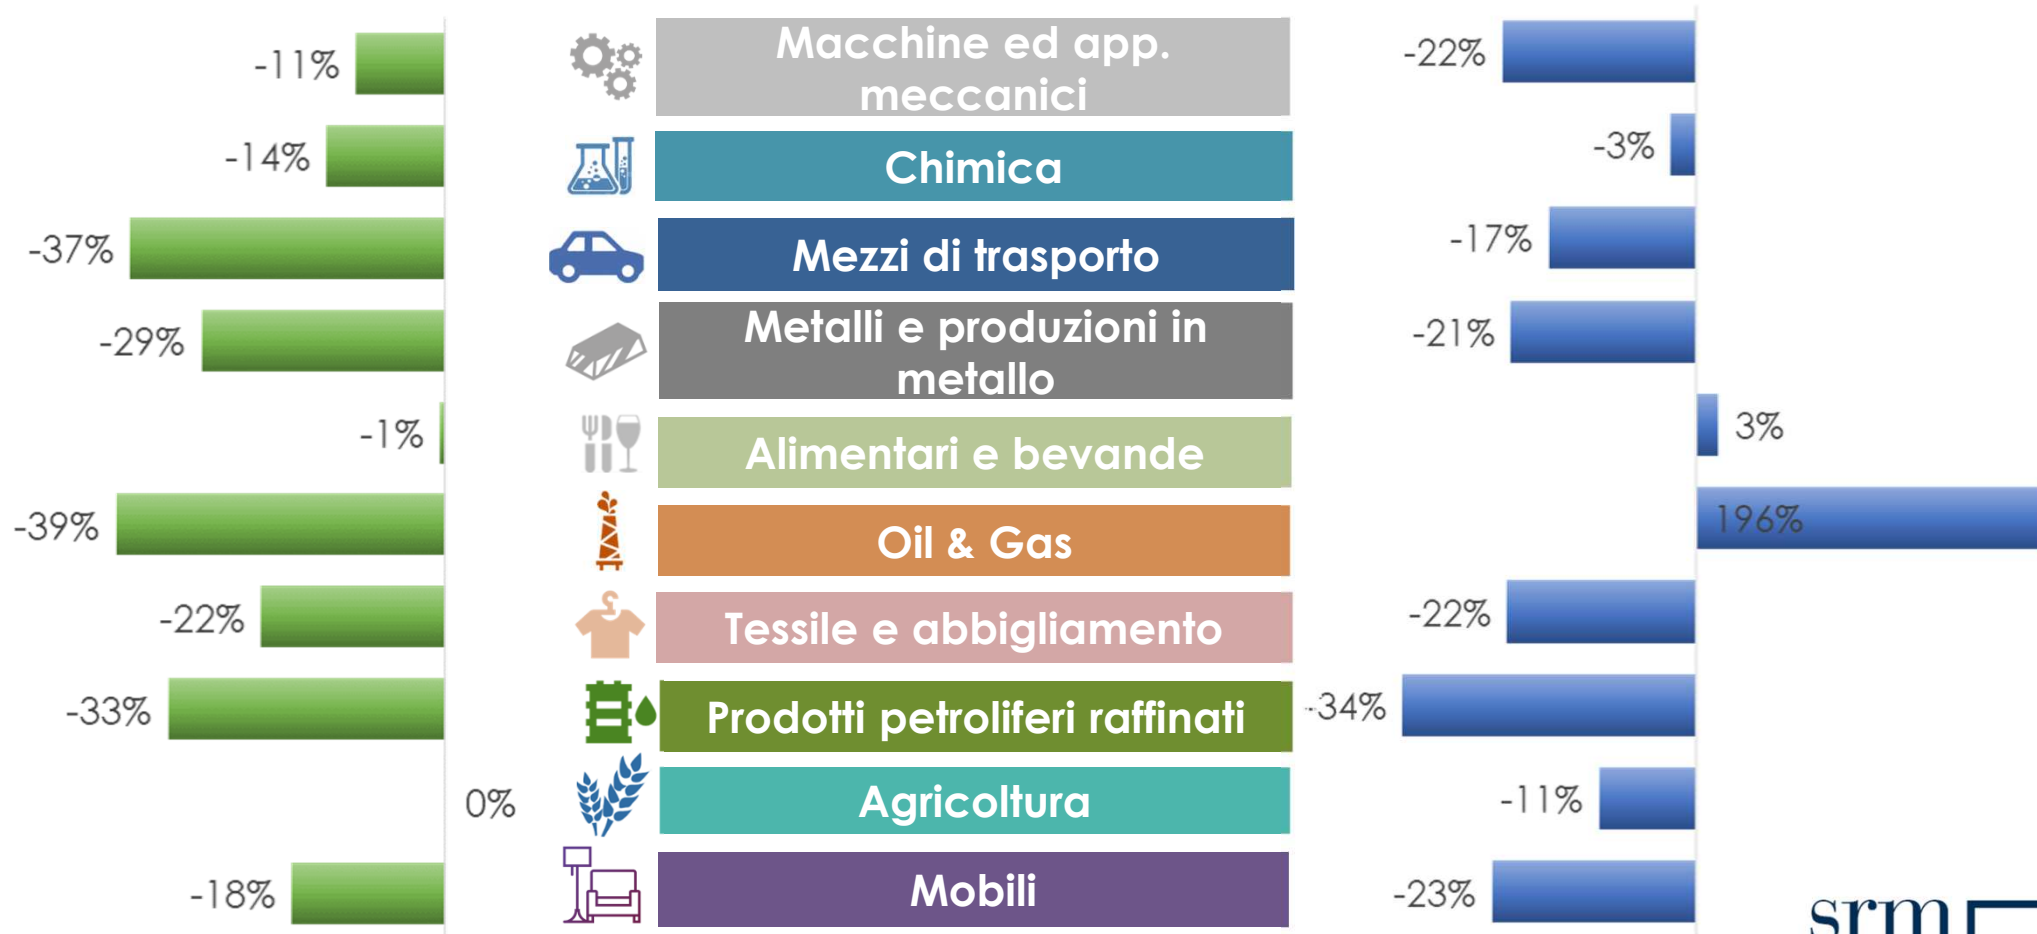 -11%
Macchine ed app.
meccanici
-22%
-14%
Chimica
-3%
-37%
Mezzi di trasporto
-17%
-29%
Metalli e produzioni in
metallo
-21%
-1%
Alimentari e bevande
3%
-39%
Oil & Gas
196%
-22%
Tessile e abbigliamento
-22%
-33%
Prodotti petroliferi raffinati
-34%
0%
Agricoltura
-11%
-18%
Mobili
-23%
srm